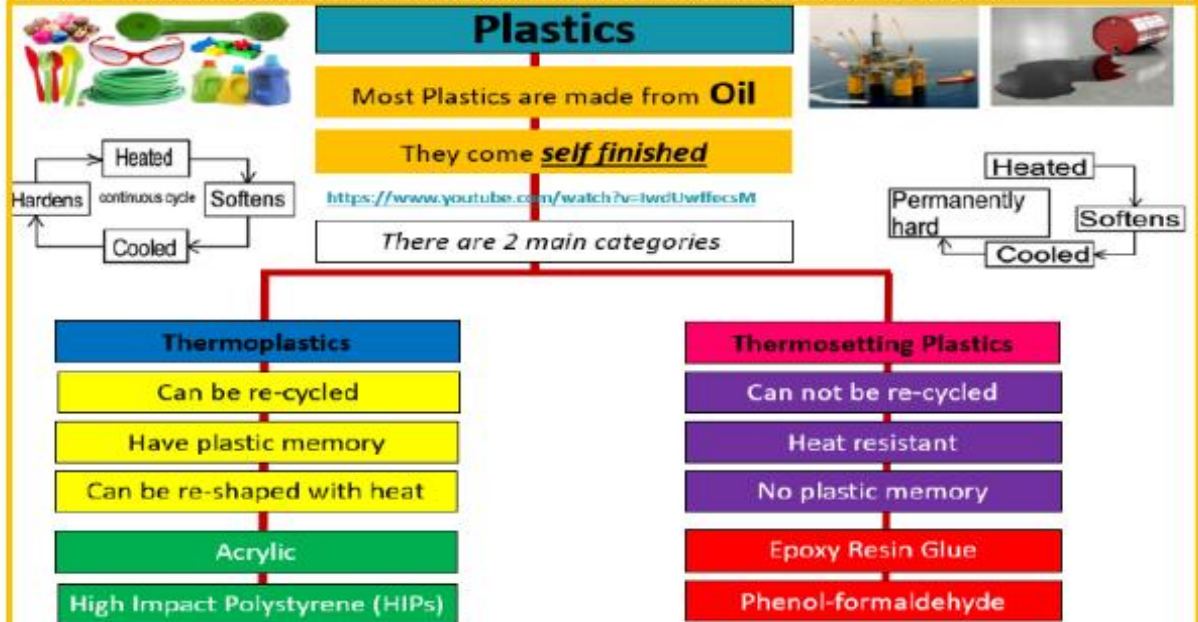 Plastics
Most Plastics are made from Oil
They come self finished
https://www.youtube.com/watch?v=IwdUwffecsM
There are 2 main categories
Heated
Hardens
continuous cycle
Softens
Cooled
Heated
Permanently
hard
Softens
Cooled
Thermoplastics
Can be re-cycled
Have plastic memory
Can be re-shaped with heat
Acrylic
High Impact Polystyrene (HIPs)
Thermosetting Plastics
Can not be re-cycled
Heat resistant
No plastic memory
Epoxy Resin Glue
Phenol-formaldehyde